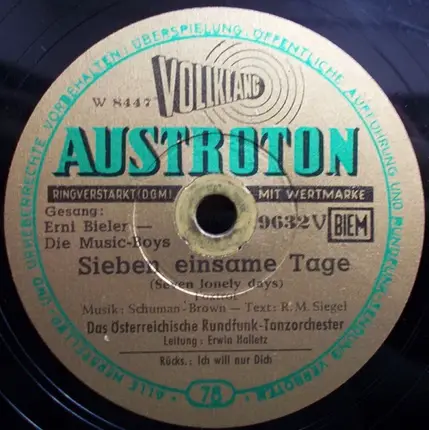 ALLE HERSTELLER- UND URHEBERRECHTE VORBEHALTEN, ÜBERSPIELUNG, ÖFFENTLICHE AUFFÜHRUNG UND RUNDFUNKSENDUNG VERBOTEN
VOLLKLANG
W 8447
AUSTROTON
RINGVERSTÄRKT (DGM) MIT WERTMARKE
Gesang:
Erni Bieler — 9632V BIEM
Die Music-Boys
Sieben einsame Tage
(Seven lonely days)
Musik: Schuman-Brown — Text: R. M. Siegel
Das Österreichische Rundfunk-Tanzorchester
Leitung: Erwin Halletz
Rücks.: Ich will nur Dich
78